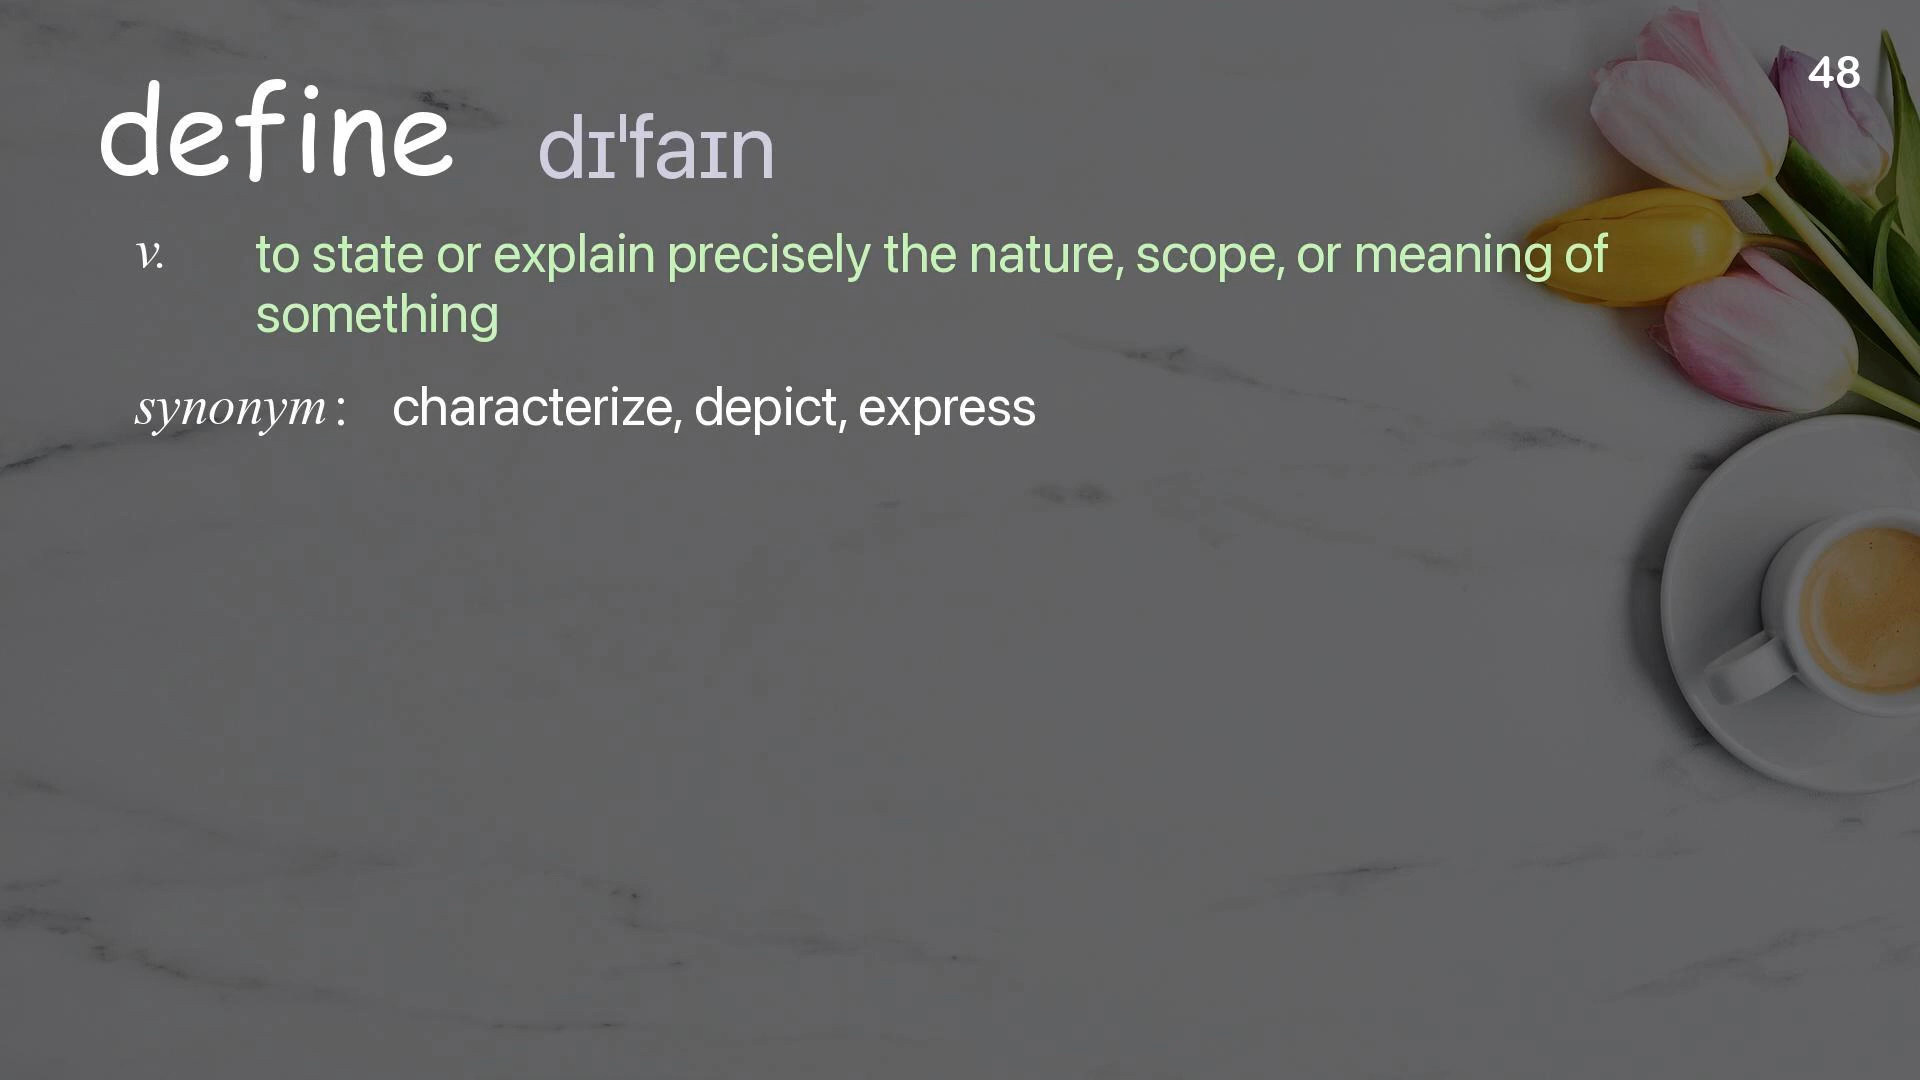 48
define dɪˈfaɪn
v. to state or explain precisely the nature, scope, or meaning of
something
synonym : characterize, depict, express